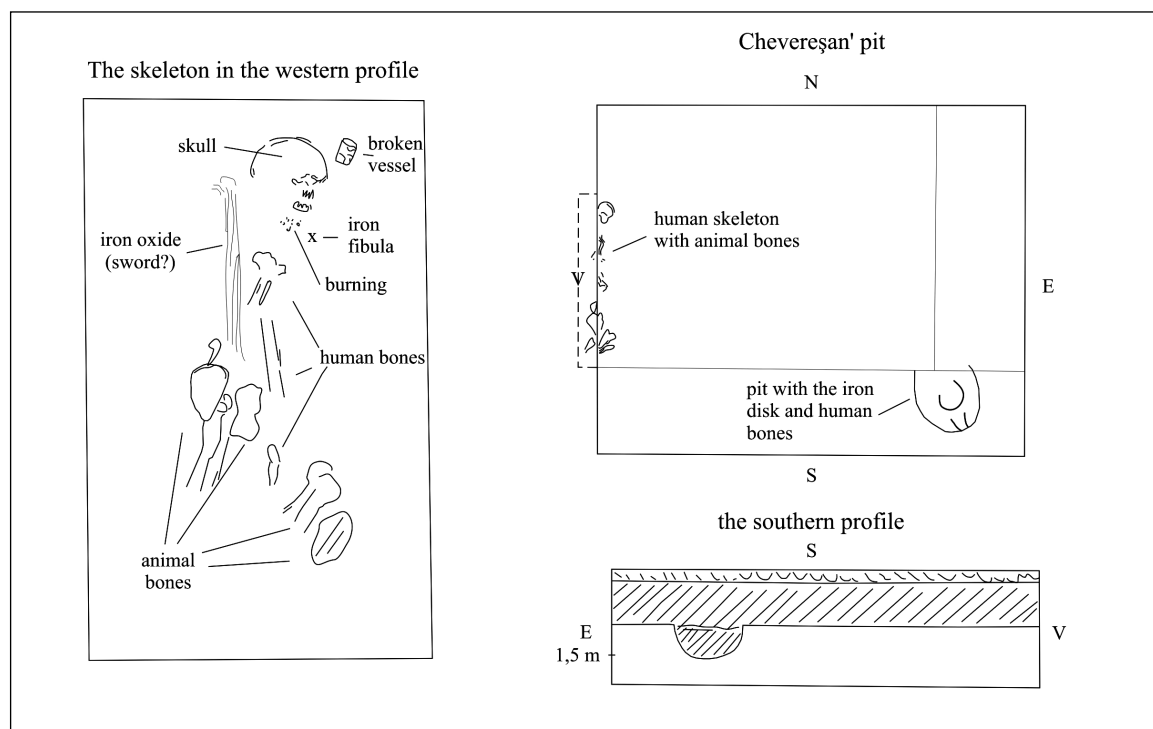 The skeleton in the western profile
skull
broken
vessel
iron
x
fibula
iron oxide
(sword?)
burning
human bones
animal
bones
Chevereşan' pit
N
human skeleton
with animal bones
V
E
pit with the iron
disk and human
bones
S
the southern profile
S
E
V
1,5 m